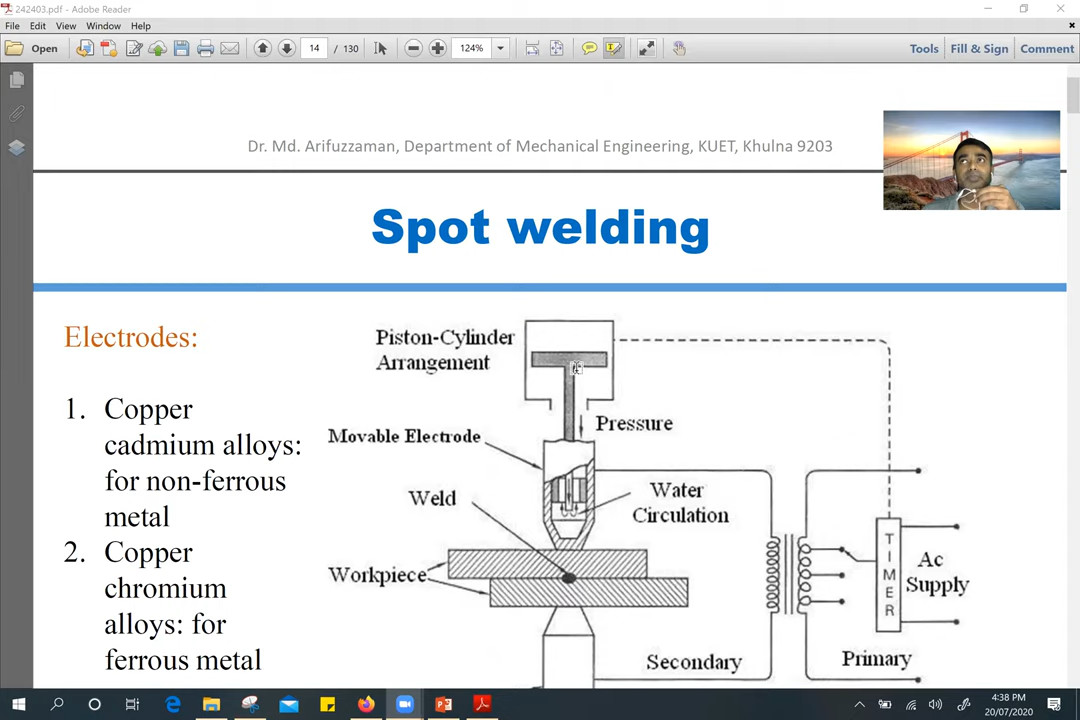 242403.pdf - Adobe Reader
File Edit View Window Help
Open 14 / 130 124% Tools Fill & Sign Comment
Dr. Md. Arifuzzaman, Department of Mechanical Engineering, KUET, Khulna 9203
Spot welding
Electrodes:
1. Copper
cadmium alloys:
for non-ferrous
metal
2. Copper
chromium
alloys: for
ferrous metal
Piston-Cylinder
Arrangement
Pressure
Movable Electrode
Weld
Water
Circulation
Workpiece
TIMER
Ac
Supply
Secondary
Primary
4:38 PM
20/07/2020